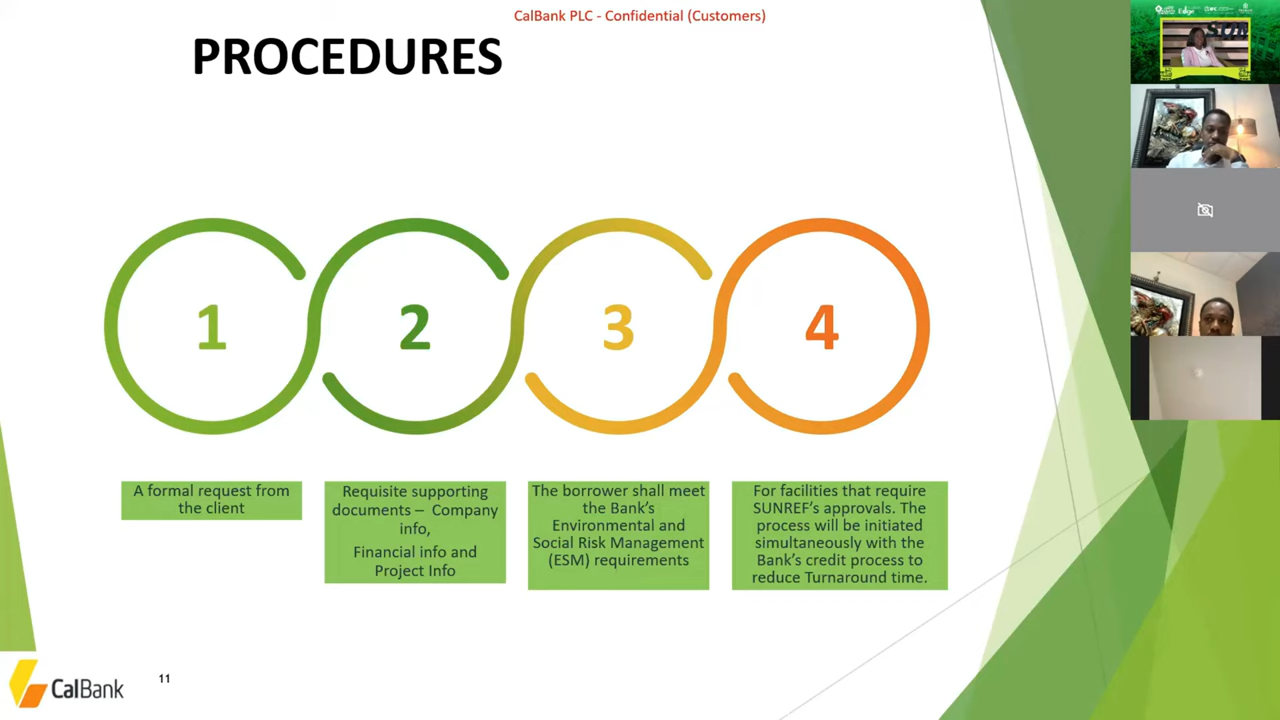 CalBank PLC - Confidential (Customers)
PROCEDURES
1
2
3
4
A formal request from
the client
Requisite supporting
documents – Company
info,
Financial info and
Project Info
The borrower shall meet
the Bank's
Environmental and
Social Risk Management
(ESM) requirements
For facilities that require
SUNREF's approvals. The
process will be initiated
simultaneously with the
Bank's credit process to
reduce Turnaround time.
CalBank
11
Edge
SUN